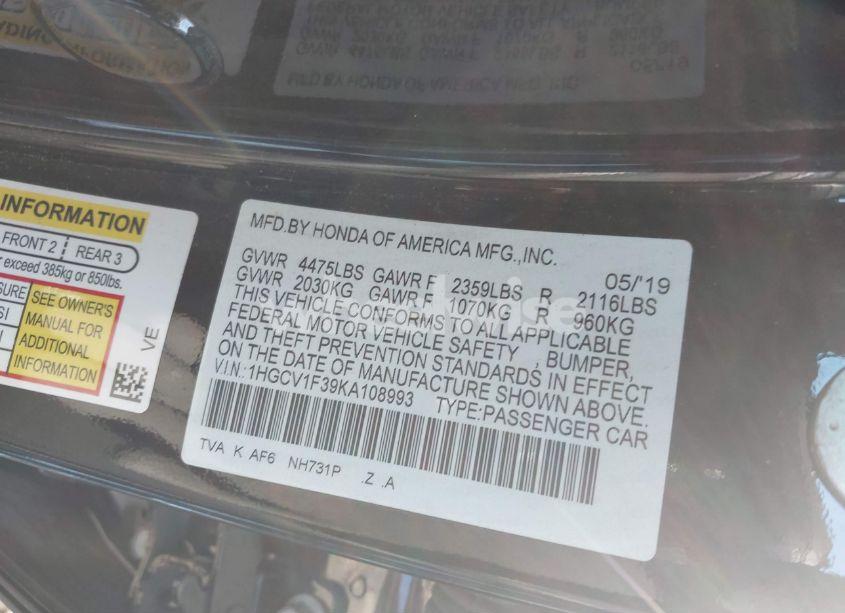 INFORMATION
FRONT 2 REAR 3
r exceed 385kg or 850lbs.
SURE
SI
SEE OWNER'S
MANUAL FOR
ADDITIONAL
INFORMATION
VE
MFD.BY HONDA OF AMERICA MFG.,INC.
05/'19
GVWR 4475LBS GAWR F 2359LBS R 2116LBS
GVWR 2030KG GAWR F 1070KG R 960KG
THIS VEHICLE CONFORMS TO ALL APPLICABLE
FEDERAL MOTOR VEHICLE SAFETY , BUMPER,
AND THEFT PREVENTION STANDARDS IN EFFECT
ON THE DATE OF MANUFACTURE SHOWN ABOVE.
V.I.N.:1HGCV1F39KA108993 TYPE:PASSENGER CAR
TVA K AF6 NH731P .Z .A